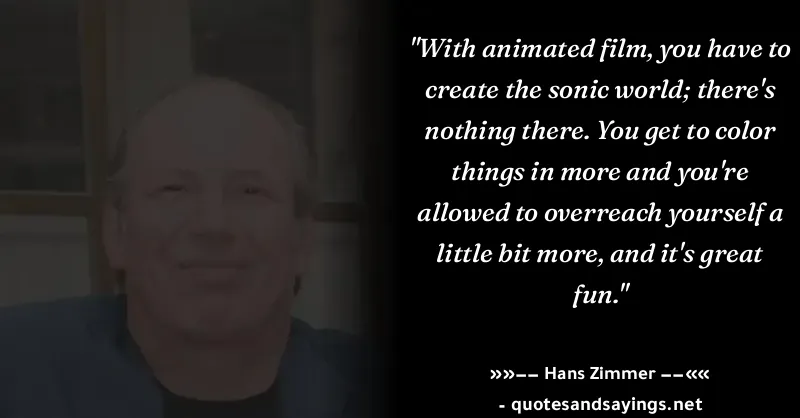 "With animated film, you have to
create the sonic world; there's
nothing there. You get to color
things in more and you're
allowed to overreach yourself a
little bit more, and it's great
fun."
»»−− Hans Zimmer −−««
- quotesandsayings.net